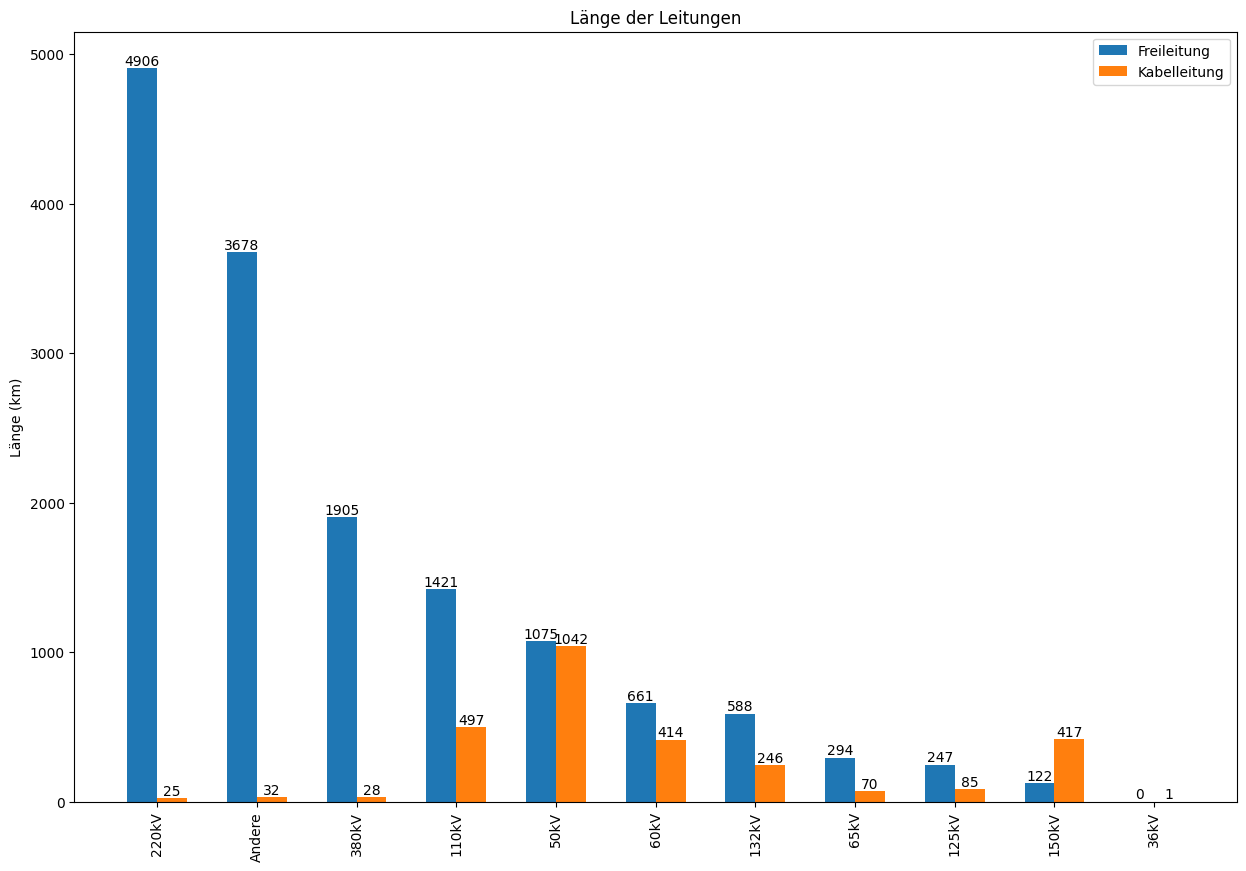 Länge der Leitungen
Freileitung
Kabelleitung
Länge (km)
5000
4000
3000
2000
1000
0
4906
25
3678
32
1905
28
1421
497
1075
1042
661
414
588
246
294
70
247
85
122
417
0
1
220kV
Andere
380kV
110kV
50kV
60kV
132kV
65kV
125kV
150kV
36kV